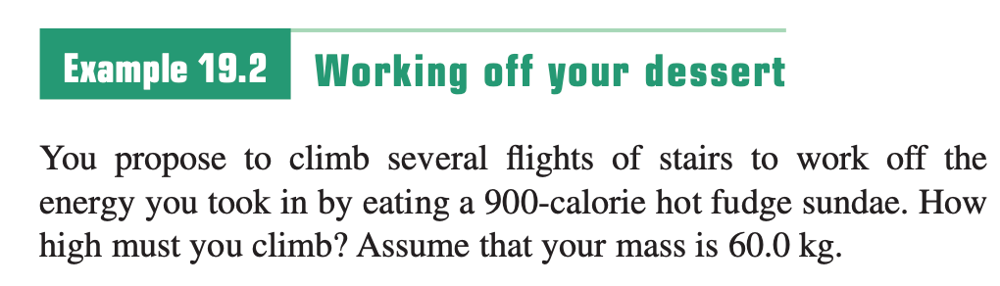 Example 19.2 Working off your dessert
You propose to climb several flights of stairs to work off the
energy you took in by eating a 900-calorie hot fudge sundae. How
high must you climb? Assume that your mass is 60.0 kg.